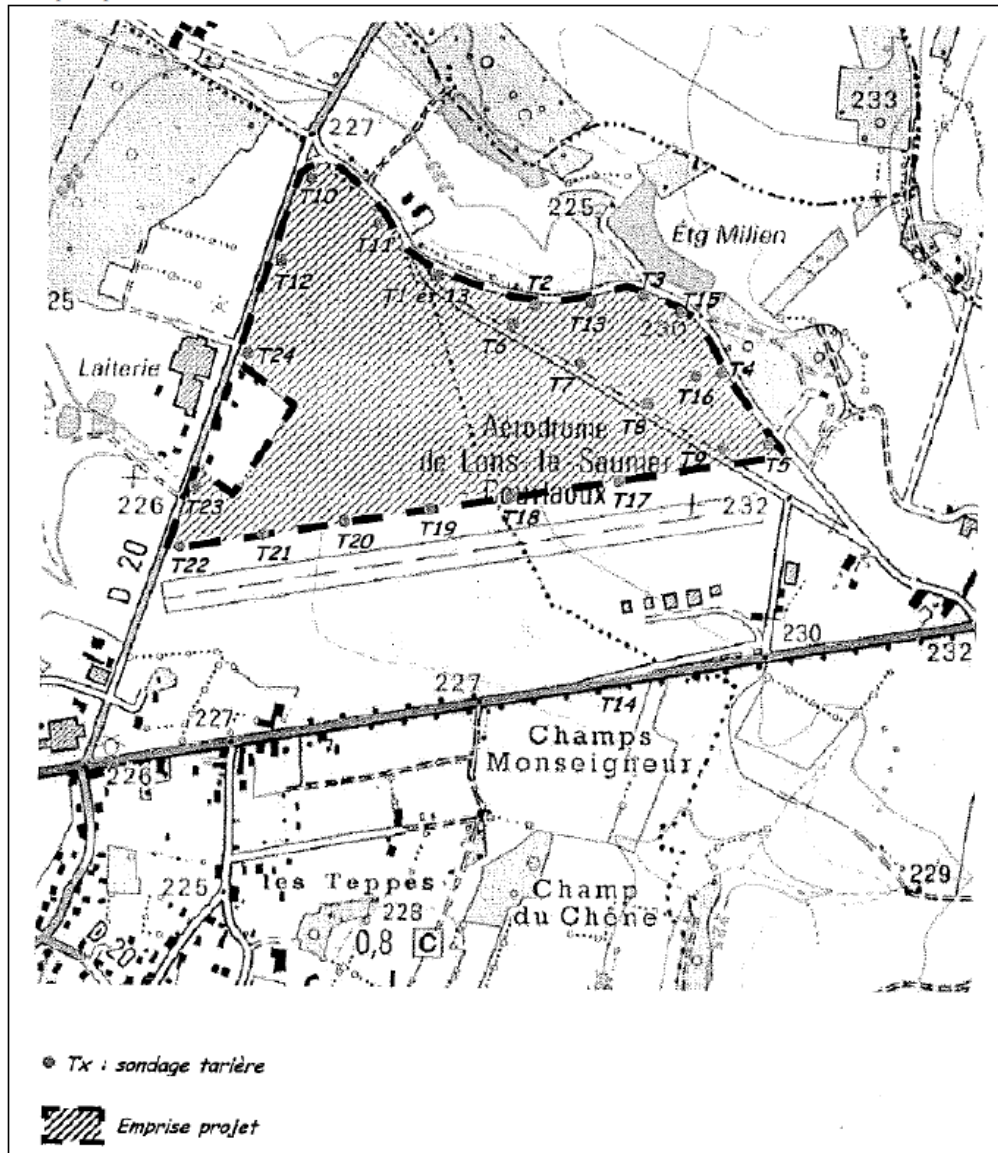 227
233
225
Étg Milien
T10
T11
T12
T1 et 13
T2
T3
T13
T15
230
T6
25
T24
T7
T4
T16
Laiterie
T8
Aérodrome
T9
T5
de Lons-le-Saunier
Courlaoux
T23
226
T17
T18
232
T19
T20
T21
T22
D 20
230
232
227
T14
227
Champs
Monseigneur
226
229
225
les Teppes
Champ
du Chêne
228
0,8 C
D 20
Tx : sondage tarière
Emprise projet